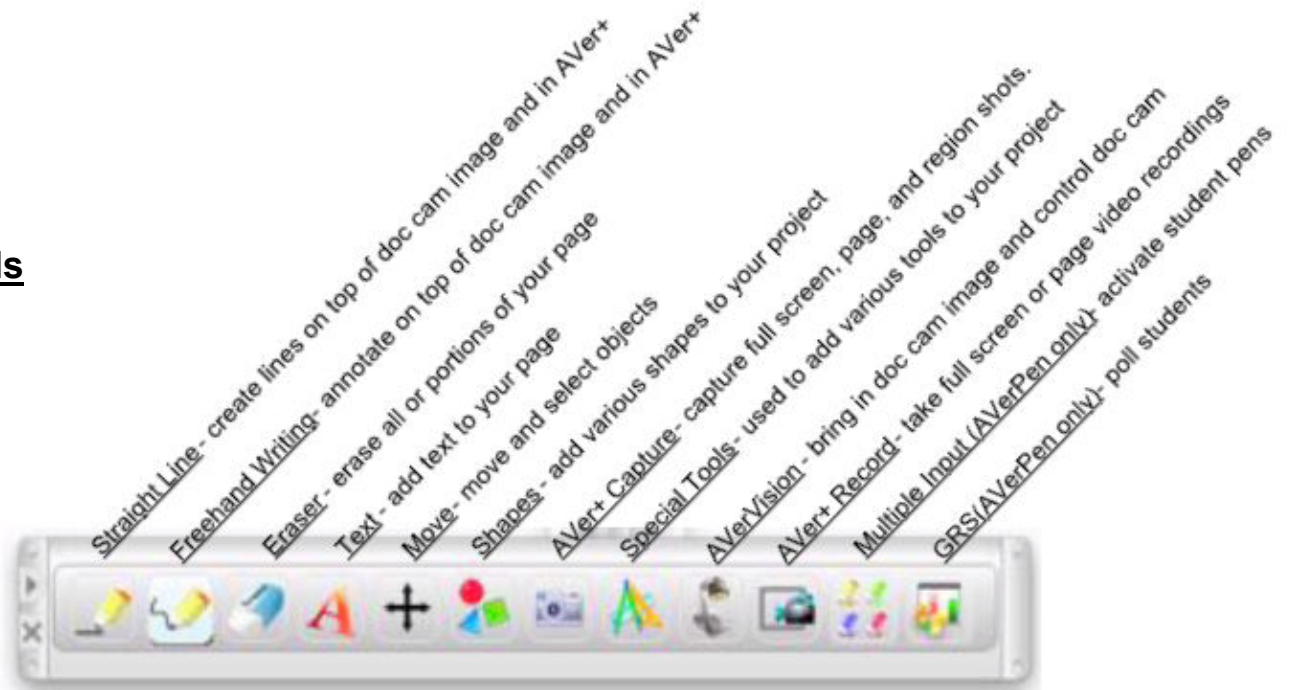 ls
Straight Line- create lines on top of doc cam image and in AVer+
Freehand Writing- annotate on top of doc cam image and in AVer+
Eraser- erase all or portions of your page
Text- add text to your page
Move- move and select objects
Shapes- add various shapes to your project
AVer+ Capture- capture full screen, page, and region shots.
Special Tools- used to add various tools to your project
AVerVision- bring in doc cam image and control doc cam
AVer+ Record- take full screen or page video recordings
Multiple Input (AVerPen only)- activate student pens
GRS(AVerPen only)- poll students